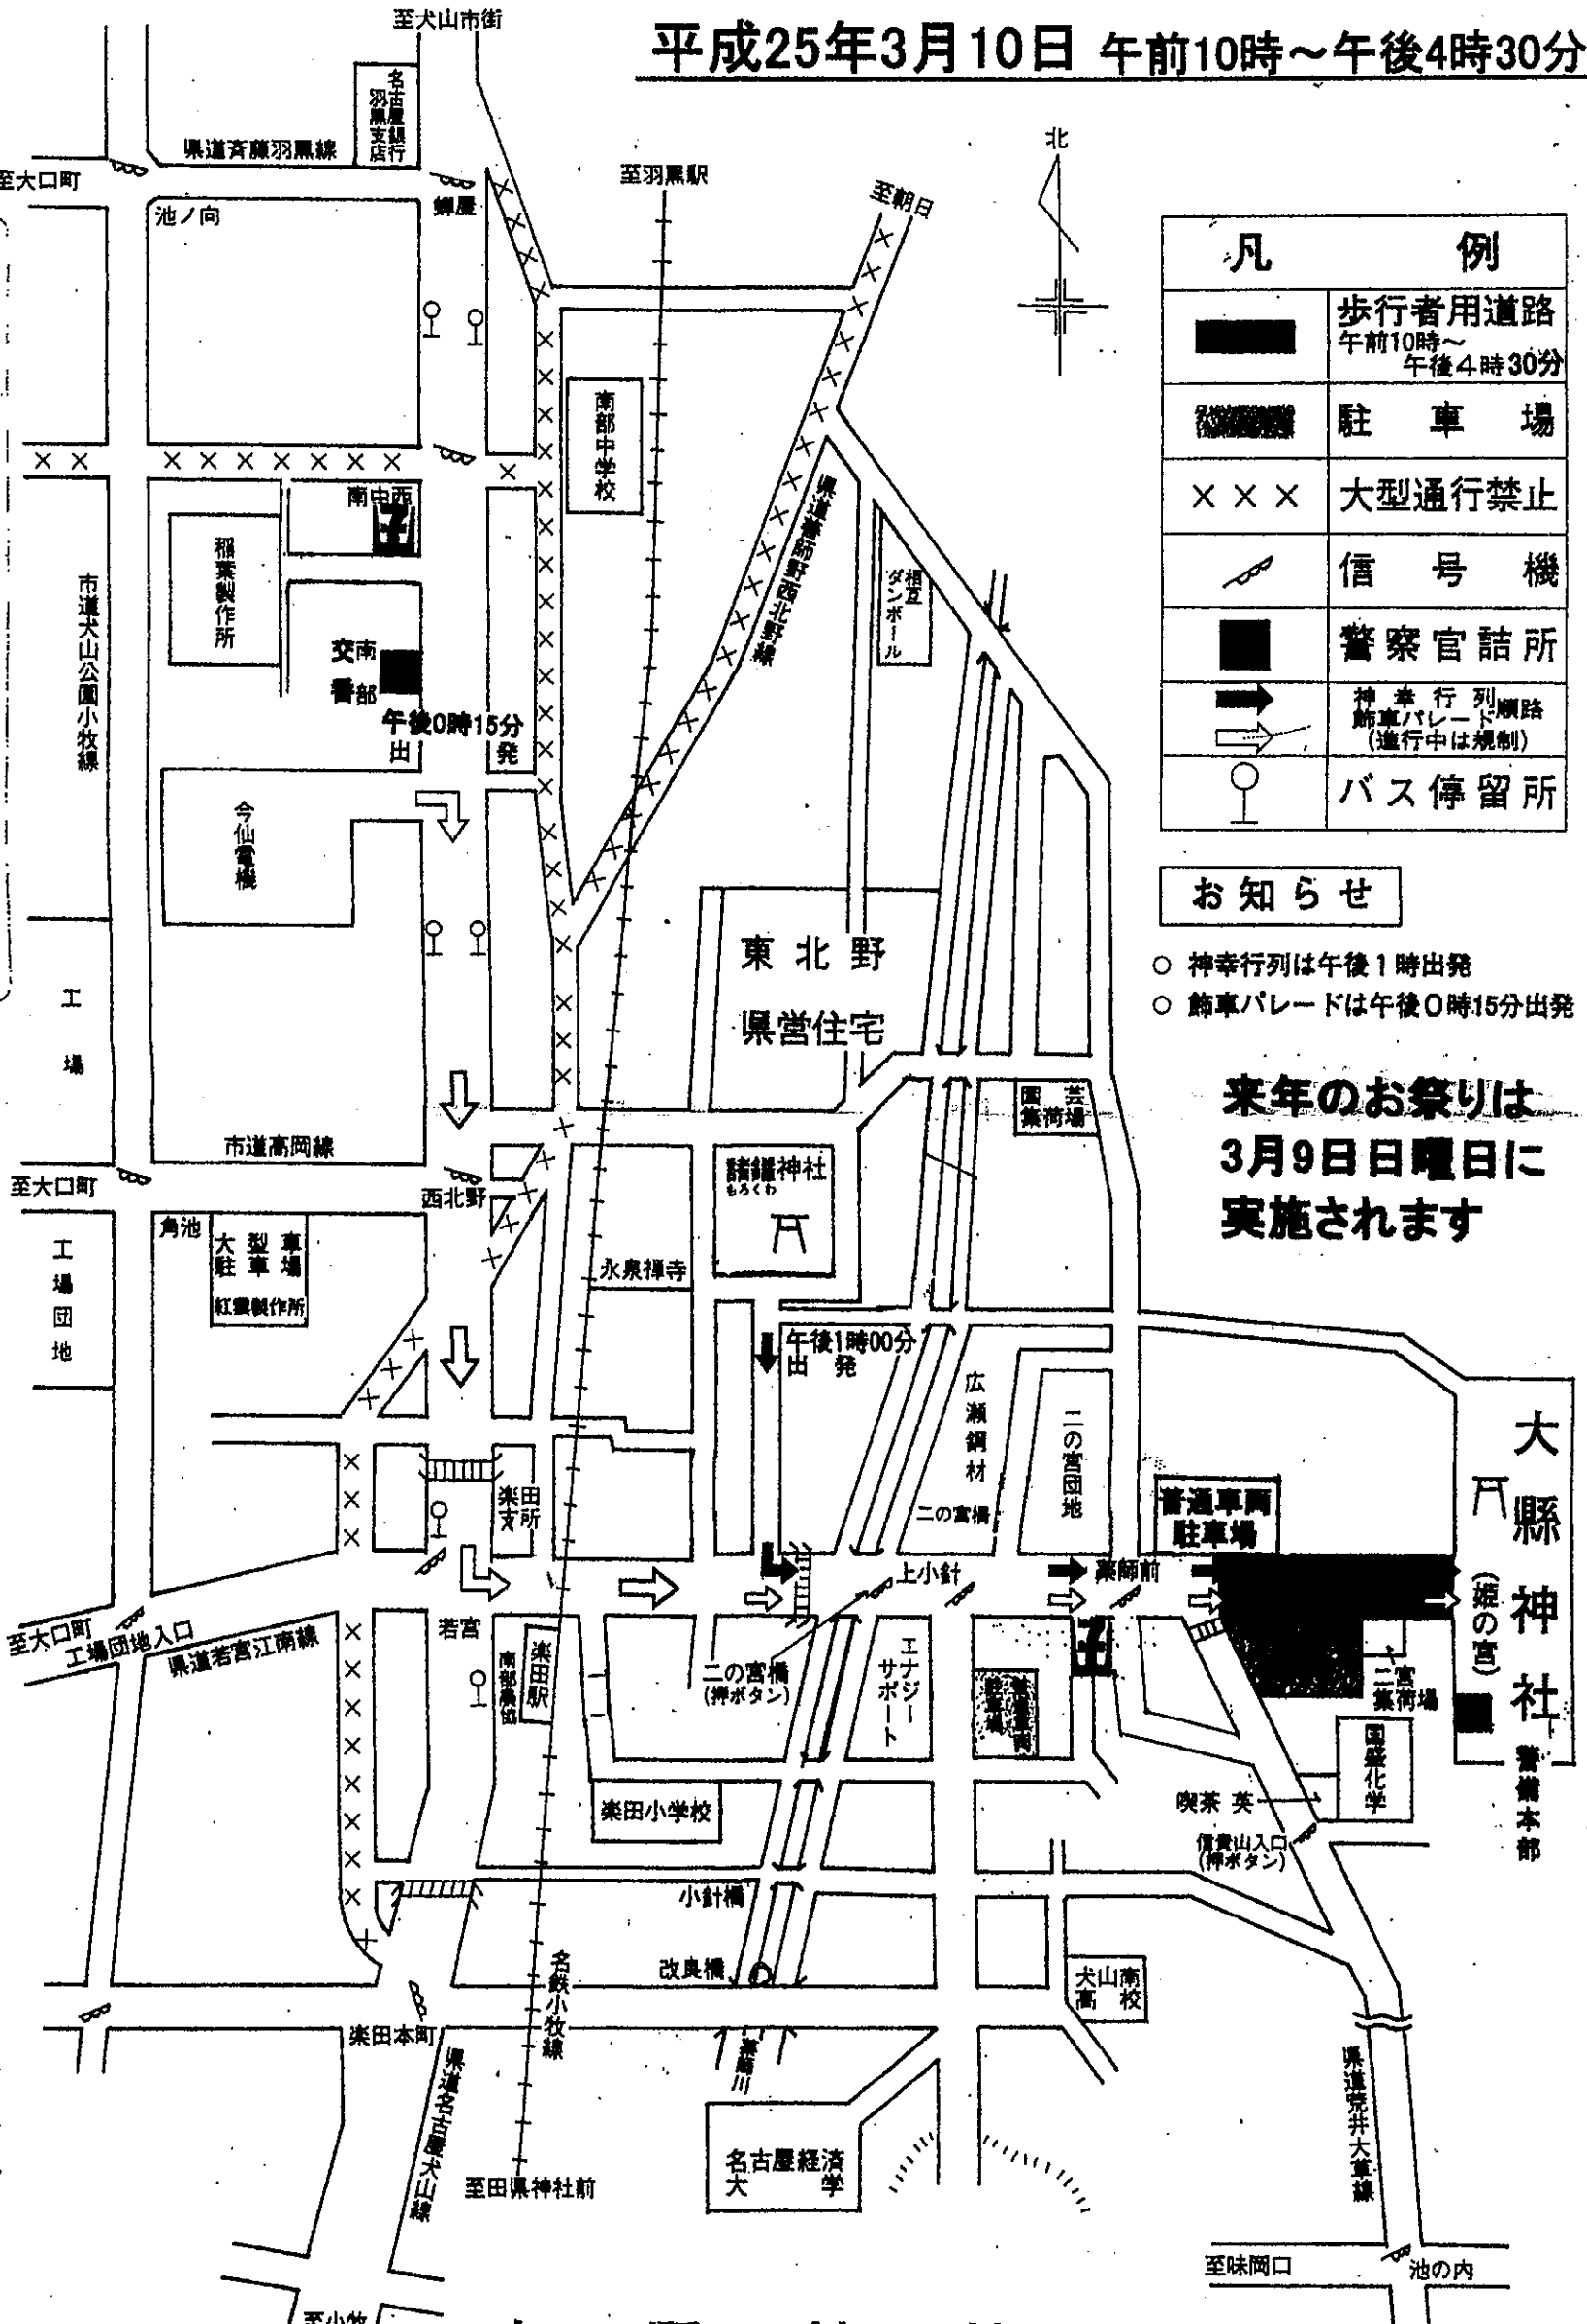 平成25年3月10日 午前10時～午後4時30分
至犬山市街
名古屋銀行
羽黒支店
県道斉藤羽黒線
至大口町
池ノ向
蝉屋
至羽黒駅
至朝日
北
凡例
歩行者用道路
午前10時～
午後4時30分
駐車場
×××
大型通行禁止
信号機
警察官詰所
神幸行列
飾車パレード順路
(進行中は規制)
バス停留所
南部中学校
南中西
稲葉製作所
市道犬山公園小牧線
県道善師野西北野線
相互
ダンボール
南部
交番
午後0時15分
出発
今仙電機
お知らせ
○ 神幸行列は午後1時出発
○ 飾車パレードは午後0時15分出発
東北野
県営住宅
工場
来年のお祭りは
3月9日日曜日に
実施されます
園芸
集荷場
市道高岡線
至大口町
西北野
諸钁神社
もろくわ
角池
大型車
駐車場
紅雲製作所
工場団地
永泉禅寺
午後1時00分
出発
広瀬鋼材
二の宮団地
二の宮橋
普通車両
駐車場
大縣神社
(姫の宮)
楽田
支所
上小針
薬師前
至大口町
工場団地入口
県道若宮江南線
若宮
南部農協
楽田駅
二の宮橋
(押ボタン)
エナジー
サポート
普通車両
駐車場
二宮
集荷場
国盛化学
警備本部
喫茶 英
信貴山入口
(押ボタン)
楽田小学校
小針橋
改良橋
名鉄小牧線
犬山南
高校
楽田本町
県道名古屋犬山線
薬師川
至田県神社前
名古屋経済
大学
県道荒井大草線
至味岡口
池の内
至小牧